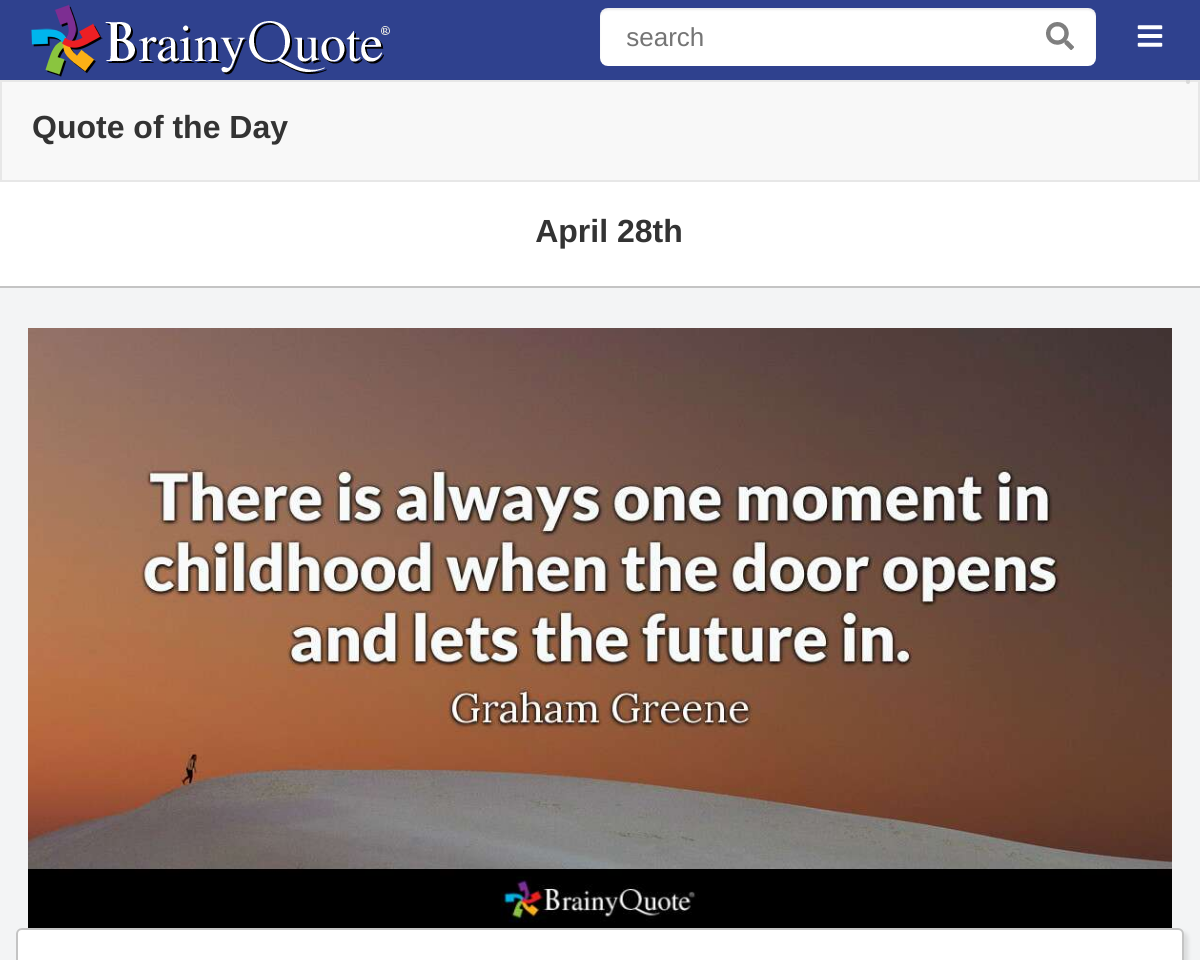 BrainyQuote®
search
Quote of the Day
April 28th
There is always one moment in
childhood when the door opens
and lets the future in.
Graham Greene
BrainyQuote®